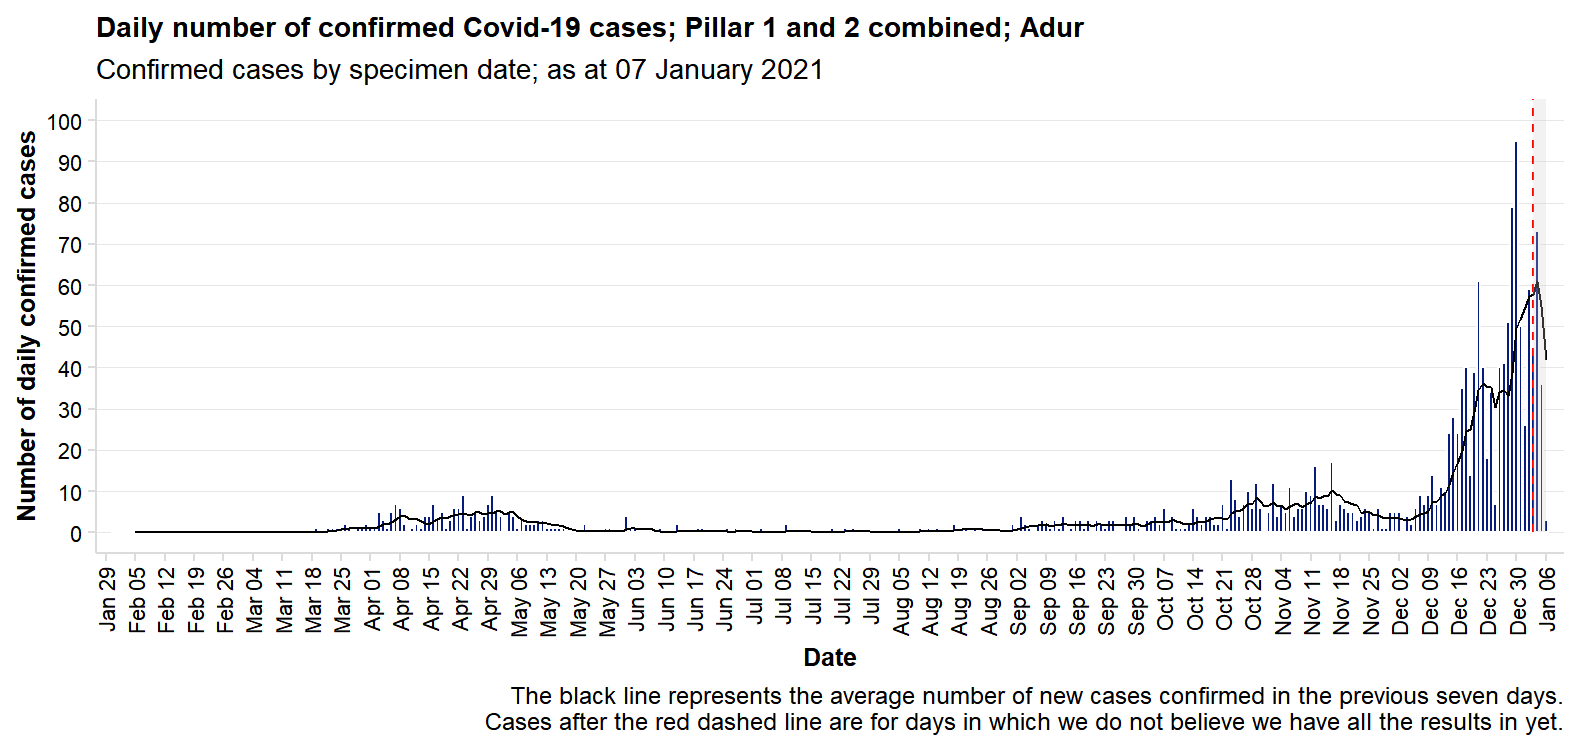 Daily number of confirmed Covid-19 cases; Pillar 1 and 2 combined; Adur
Confirmed cases by specimen date; as at 07 January 2021
Number of daily confirmed cases
100
90
80
70
60
50
40
30
20
10
0
Jan 29
Feb 05
Feb 12
Feb 19
Feb 26
Mar 04
Mar 11
Mar 18
Mar 25
Apr 01
Apr 08
Apr 15
Apr 22
Apr 29
May 06
May 13
May 20
May 27
Jun 03
Jun 10
Jun 17
Jun 24
Jul 01
Jul 08
Jul 15
Jul 22
Jul 29
Aug 05
Aug 12
Aug 19
Aug 26
Sep 02
Sep 09
Sep 16
Sep 23
Sep 30
Oct 07
Oct 14
Oct 21
Oct 28
Nov 04
Nov 11
Nov 18
Nov 25
Dec 02
Dec 09
Dec 16
Dec 23
Dec 30
Jan 06
Date
The black line represents the average number of new cases confirmed in the previous seven days.
Cases after the red dashed line are for days in which we do not believe we have all the results in yet.